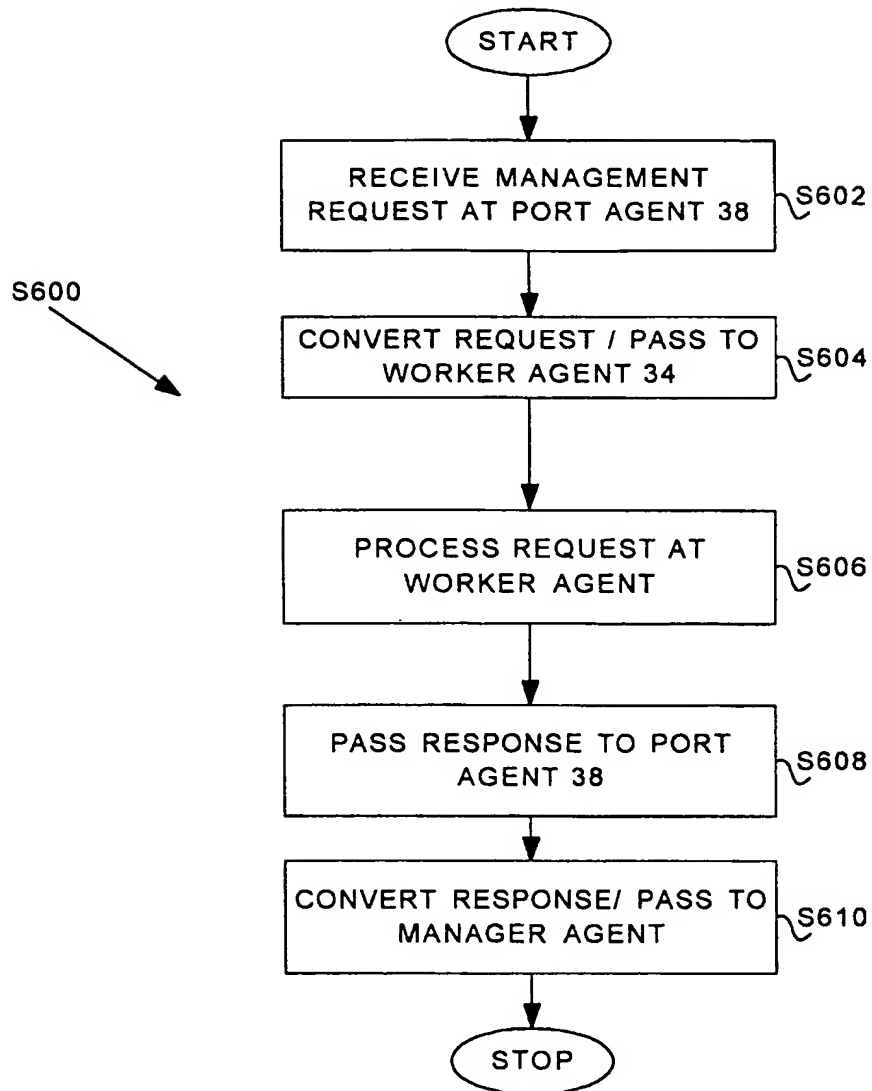 START
RECEIVE MANAGEMENT
REQUEST AT PORT AGENT 38
S602
S600
CONVERT REQUEST / PASS TO
WORKER AGENT 34
S604
PROCESS REQUEST AT
WORKER AGENT
S606
PASS RESPONSE TO PORT
AGENT 38
S608
CONVERT RESPONSE/ PASS TO
MANAGER AGENT
S610
STOP